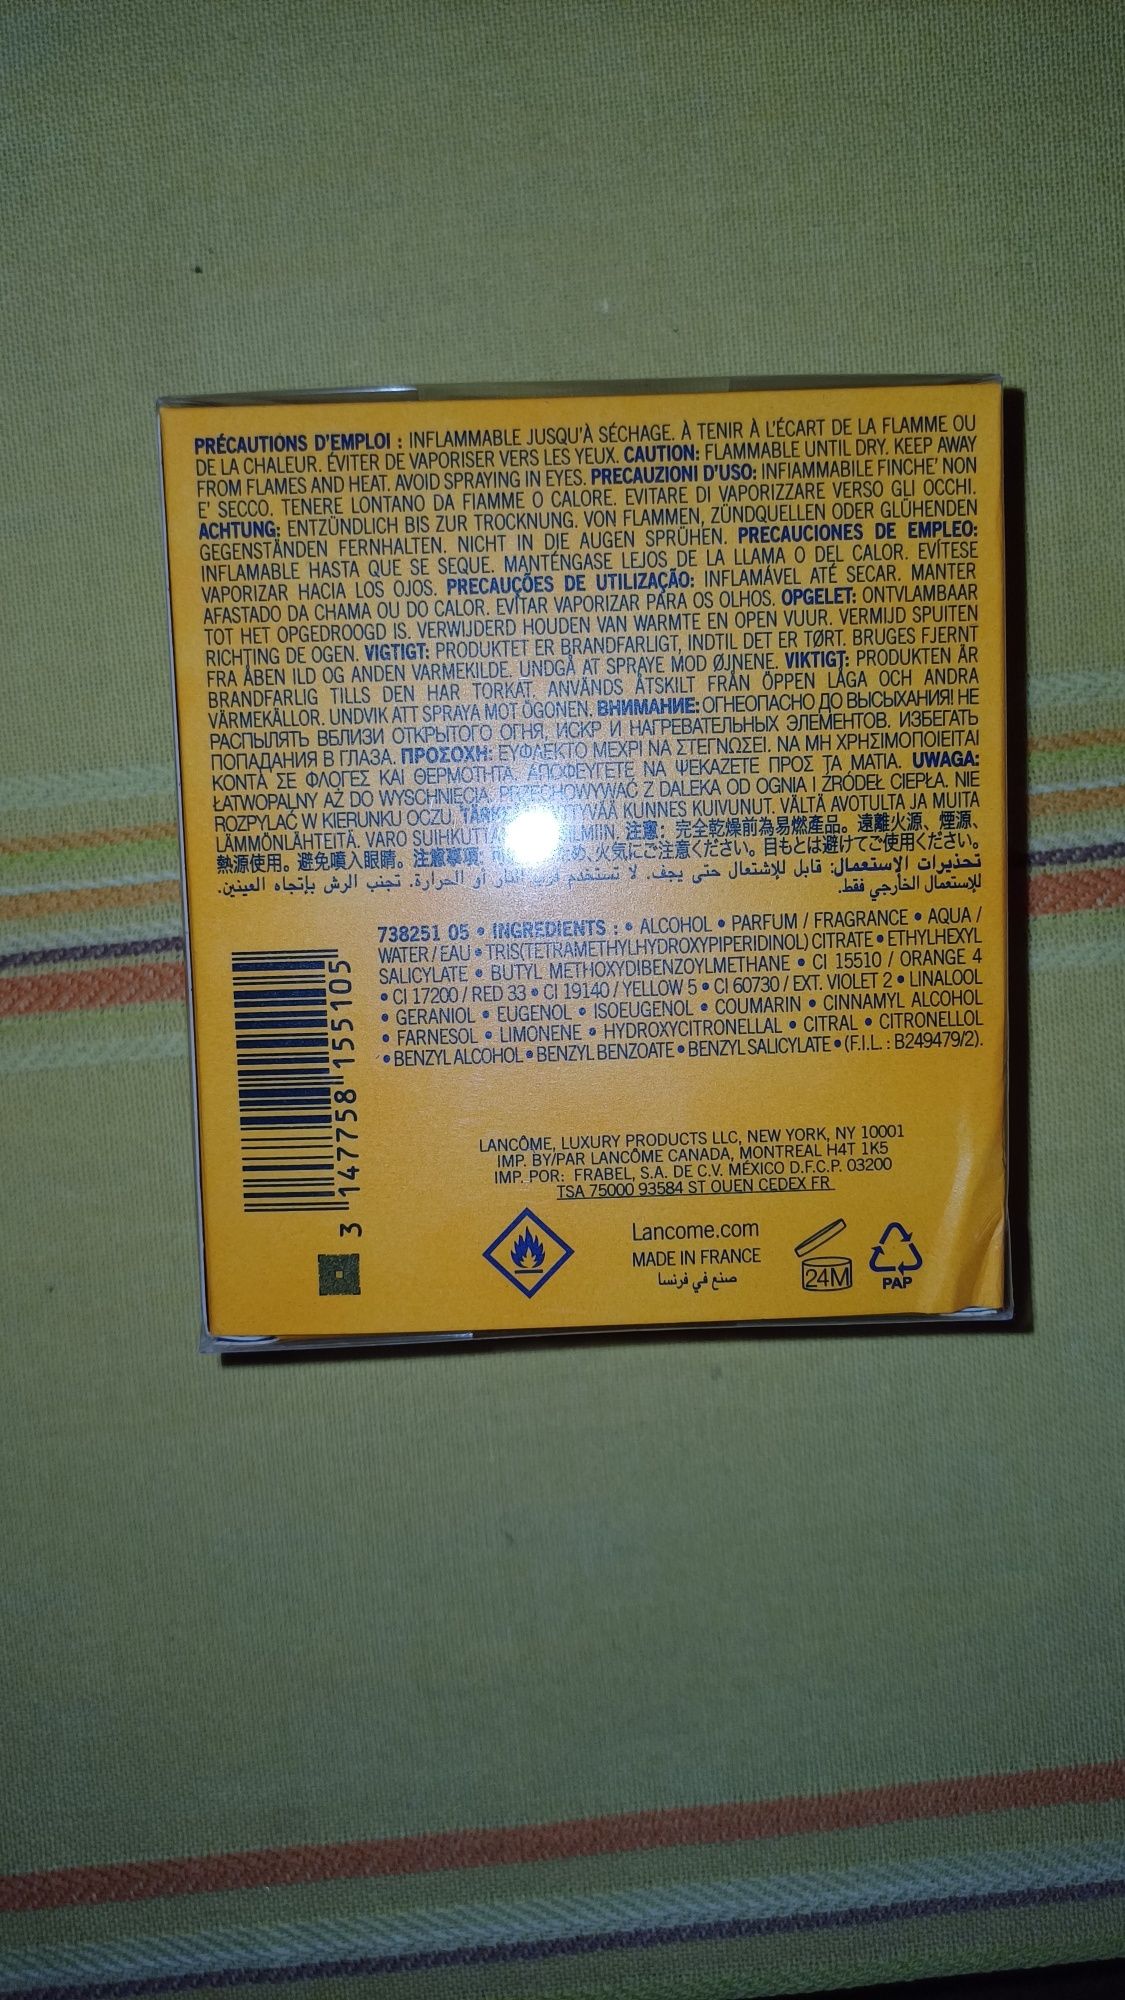 PRÉCAUTIONS D'EMPLOI : INFLAMMABLE JUSQU'À SÉCHAGE. À TENIR À L'ÉCART DE LA FLAMME OU
DE LA CHALEUR. ÉVITER DE VAPORISER VERS LES YEUX. CAUTION: FLAMMABLE UNTIL DRY. KEEP AWAY
FROM FLAMES AND HEAT. AVOID SPRAYING IN EYES. PRECAUZIONI D'USO: INFIAMMABILE FINCHE' NON
E' SECCO. TENERE LONTANO DA FIAMME O CALORE. EVITARE DI VAPORIZZARE VERSO GLI OCCHI.
ACHTUNG: ENTZÜNDLICH BIS ZUR TROCKNUNG. VON FLAMMEN, ZÜNDQUELLEN ODER GLÜHENDEN
GEGENSTÄNDEN FERNHALTEN. NICHT IN DIE AUGEN SPRÜHEN. PRECAUCIONES DE EMPLEO:
INFLAMABLE HASTA QUE SE SEQUE. MANTÉNGASE LEJOS DE LA LLAMA O DEL CALOR. EVÍTESE
VAPORIZAR HACIA LOS OJOS. PRECAUÇÕES DE UTILIZAÇÃO: INFLAMÁVEL ATÉ SECAR. MANTER
AFASTADO DA CHAMA OU DO CALOR. EVITAR VAPORIZAR PARA OS OLHOS. OPGELET: ONTVLAMBAAR
TOT HET OPGEDROOGD IS. VERWIJDERD HOUDEN VAN WARMTE EN OPEN VUUR. VERMIJD SPUITEN
RICHTING DE OGEN. VIGTIGT: PRODUKTET ER BRANDFARLIGT, INDTIL DET ER TØRT. BRUGES FJERNT
FRA ÅBEN ILD OG ANDEN VARMEKILDE. UNDGÅ AT SPRAYE MOD ØJNENE. VIKTIGT: PRODUKTEN ÄR
BRANDFARLIG TILLS DEN HAR TORKAT. ANVÄNDS ÅTSKILT FRÅN ÖPPEN LÅGA OCH ANDRA
VÄRMEKÄLLOR. UNDVIK ATT SPRAYA MOT ÖGONEN. ВНИМАНИЕ: ОГНЕОПАСНО ДО ВЫСЫХАНИЯ! НЕ
РАСПЫЛЯТЬ ВБЛИЗИ ОТКРЫТОГО ОГНЯ, ИСКР И НАГРЕВАТЕЛЬНЫХ ЭЛЕМЕНТОВ. ИЗБЕГАТЬ
ПОПАДАНИЯ В ГЛАЗА. ΠΡΟΣΟΧΗ: ΕΥΦΛΕΚΤΟ ΜΕΧΡΙ ΝΑ ΣΤΕΓΝΩΣΕΙ. ΝΑ ΜΗ ΧΡΗΣΙΜΟΠΟΙΕΙΤΑΙ
ΚΟΝΤΑ ΣΕ ΦΛΟΓΕΣ ΚΑΙ ΘΕΡΜΟΤΗΤΑ. ΑΠΟΦΕΥΓΕΤΕ ΝΑ ΨΕΚΑΖΕΤΕ ΠΡΟΣ ΤΑ ΜΑΤΙΑ. UWAGA:
ŁATWOPALNY AŻ DO WYSCHNIĘCIA. PRZECHOWYWAĆ Z DALEKA OD OGNIA I ŹRÓDEŁ CIEPŁA. NIE
ROZPYLAĆ W KIERUNKU OCZU. KUNNES KUIVUNUT. VÄLTÄ AVOTULTA JA MUITA
LÄMMÖNLÄHTEITÄ. VARO 注意：完全乾燥前為易燃產品。遠離火源、煙源、
熱源使用。避免噴入眼睛。注意事項： 火気にご注意ください。目もとは避けてご使用ください。
تحذيرات الإستعمال: قابل للإشتعال حتى يجف. لا تستخدم قرب النار أو الحرارة. تجنب الرش بإتجاه العينين.
للإستعمال الخارجي فقط.
738251 05 • INGREDIENTS : • ALCOHOL • PARFUM / FRAGRANCE • AQUA /
WATER / EAU • TRIS(TETRAMETHYLHYDROXYPIPERIDINOL) CITRATE • ETHYLHEXYL
SALICYLATE • BUTYL METHOXYDIBENZOYLMETHANE • CI 15510 / ORANGE 4
• CI 17200 / RED 33 • CI 19140 / YELLOW 5 • CI 60730 / EXT. VIOLET 2 • LINALOOL
• GERANIOL • EUGENOL • ISOEUGENOL • COUMARIN • CINNAMYL ALCOHOL
• FARNESOL • LIMONENE • HYDROXYCITRONELLAL • CITRAL • CITRONELLOL
• BENZYL ALCOHOL • BENZYL BENZOATE • BENZYL SALICYLATE • (F.I.L. : B249479/2).
3 147758 155105
LANCÔME, LUXURY PRODUCTS LLC, NEW YORK, NY 10001
IMP. BY/PAR LANCÔME CANADA, MONTREAL H4T 1K5
IMP. POR: FRABEL, S.A. DE C.V. MÉXICO D.F.C.P. 03200
TSA 75000 93584 ST OUEN CEDEX FR
Lancome.com
MADE IN FRANCE
صنع في فرنسا
24M
PAP